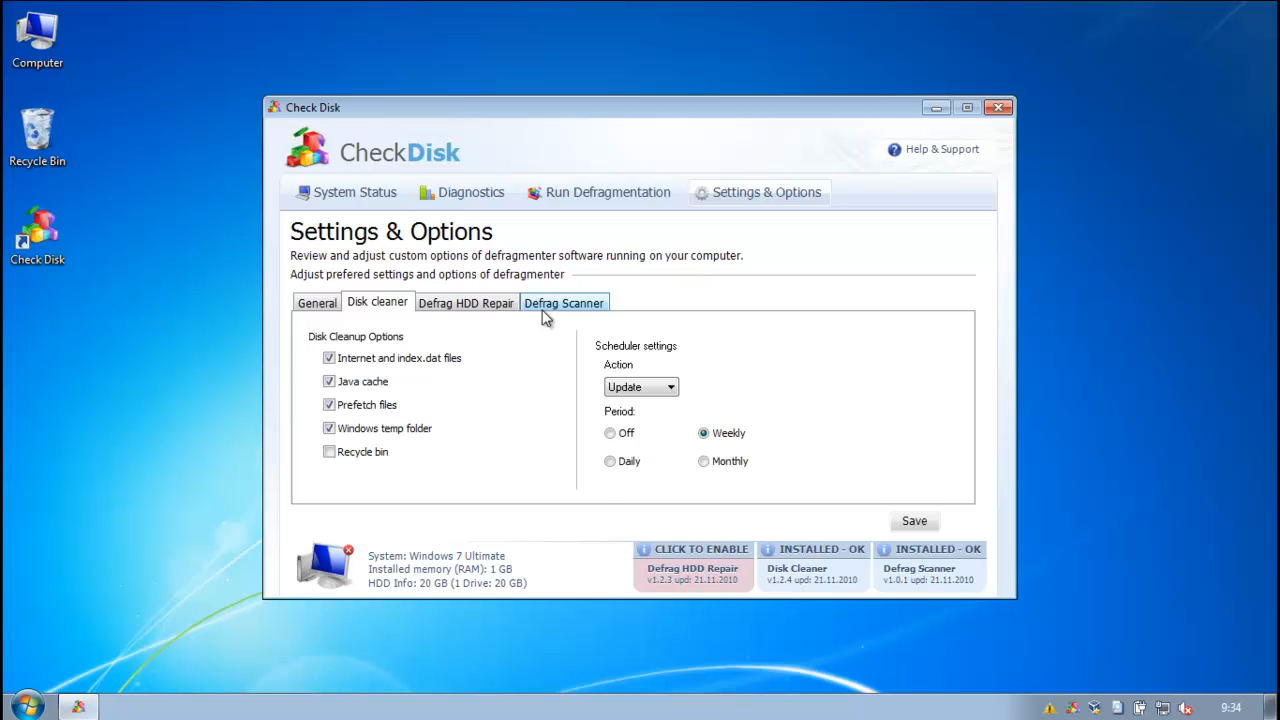 Computer
Recycle Bin
Check Disk
Check Disk
CheckDisk
Help & Support
System Status
Diagnostics
Run Defragmentation
Settings & Options
Settings & Options
Review and adjust custom options of defragmenter software running on your computer.
Adjust prefered settings and options of defragmenter
General
Disk cleaner
Defrag HDD Repair
Defrag Scanner
Disk Cleanup Options
Internet and index.dat files
Java cache
Prefetch files
Windows temp folder
Recycle bin
Scheduler settings
Action
Update
Period:
Off
Weekly
Daily
Monthly
Save
System: Windows 7 Ultimate
Installed memory (RAM): 1 GB
HDD Info: 20 GB (1 Drive: 20 GB)
CLICK TO ENABLE
Defrag HDD Repair
v1.2.3 upd: 21.11.2010
INSTALLED - OK
Disk Cleaner
v1.2.4 upd: 21.11.2010
INSTALLED - OK
Defrag Scanner
v1.0.1 upd: 21.11.2010
9:34